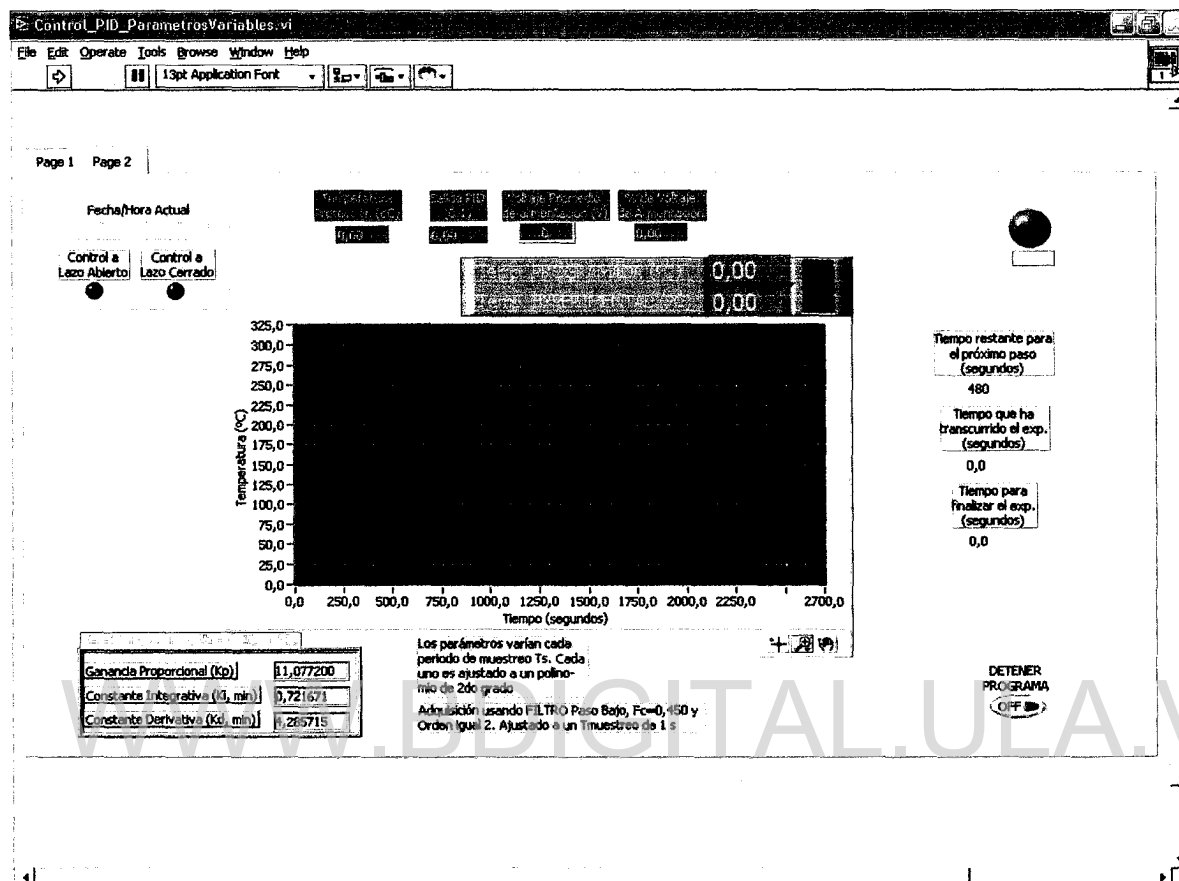 Control_PID_ParametrosVariables.vi
File Edit Operate Tools Browse Window Help
13pt Application Font
1
Page 1 Page 2
Fecha/Hora Actual
Control a
Lazo Abierto
Control a
Lazo Cerrado
0,00
0,00
0
0,00
0,00
0,00
325,0
300,0
275,0
250,0
225,0
200,0
175,0
150,0
125,0
100,0
75,0
50,0
25,0
0,0
Temperatura (ºC)
0,0 250,0 500,0 750,0 1000,0 1250,0 1500,0 1750,0 2000,0 2250,0 2700,0
Tiempo (segundos)
Tiempo restante para
el próximo paso
(segundos)
480
Tiempo que ha
transcurrido el exp.
(segundos)
0,0
Tiempo para
finalizar el exp.
(segundos)
0,0
Ganancia Proporcional (Kp) 11,077200
Constante Integrativa (Ki, min) 0,721671
Constante Derivativa (Kd, min) 4,285715
Los parámetros varían cada
periodo de muestreo Ts. Cada
uno es ajustado a un polino-
mio de 2do grado
Adquisición usando FILTRO Paso Bajo, Fc=0,450 y
Orden igual 2. Ajustado a un Tmuestreo de 1 s
DETENER
PROGRAMA
OFF
WWW.BDIGITAL.ULA.V